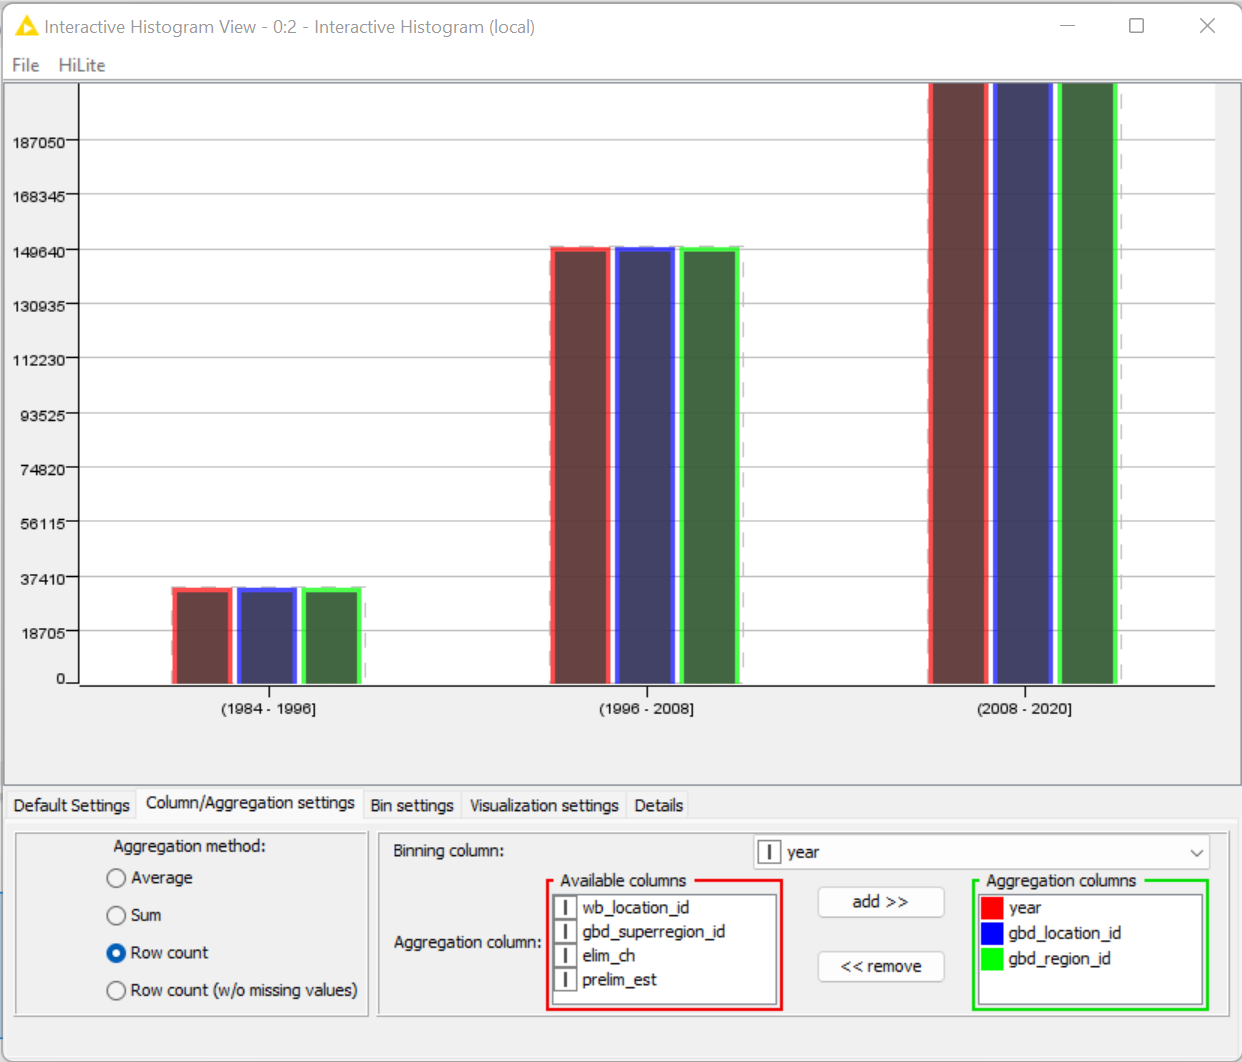 Interactive Histogram View - 0:2 - Interactive Histogram (local)
File HiLite
187050
168345
149640
130935
112230
93525
74820
56115
37410
18705
0
(1984 - 1996] (1996 - 2008] (2008 - 2020]
Default Settings Column/Aggregation settings Bin settings Visualization settings Details
Aggregation method:
Average
Sum
Row count
Row count (w/o missing values)
Binning column:
I year
Aggregation column:
Available columns
I wb_location_id
I gbd_superregion_id
I elim_ch
I prelim_est
add >>
<< remove
Aggregation columns
year
gbd_location_id
gbd_region_id